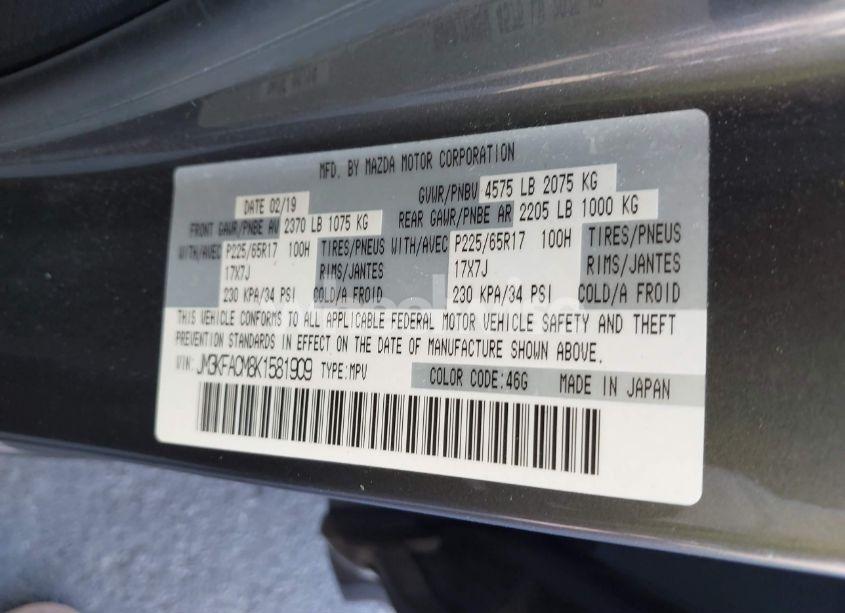 MFD. BY MAZDA MOTOR CORPORATION
DATE 02/19 GVWR/PNBV 4575 LB 2075 KG
FRONT GAWR/PNBE AV 2370 LB 1075 KG REAR GAWR/PNBE AR 2205 LB 1000 KG
WITH/AVEC P225/65R17 100H TIRES/PNEUS WITH/AVEC P225/65R17 100H TIRES/PNEUS
17X7J RIMS/JANTES 17X7J RIMS/JANTES
230 KPA/34 PSI COLD/A FROID 230 KPA/34 PSI COLD/A FROID
THIS VEHICLE CONFORMS TO ALL APPLICABLE FEDERAL MOTOR VEHICLE SAFETY AND THEFT
PREVENTION STANDARDS IN EFFECT ON THE DATE OF MANUFACTURE SHOWN ABOVE.
VIN: JM3KFACM8K1581909 TYPE:MPV COLOR CODE:46G MADE IN JAPAN